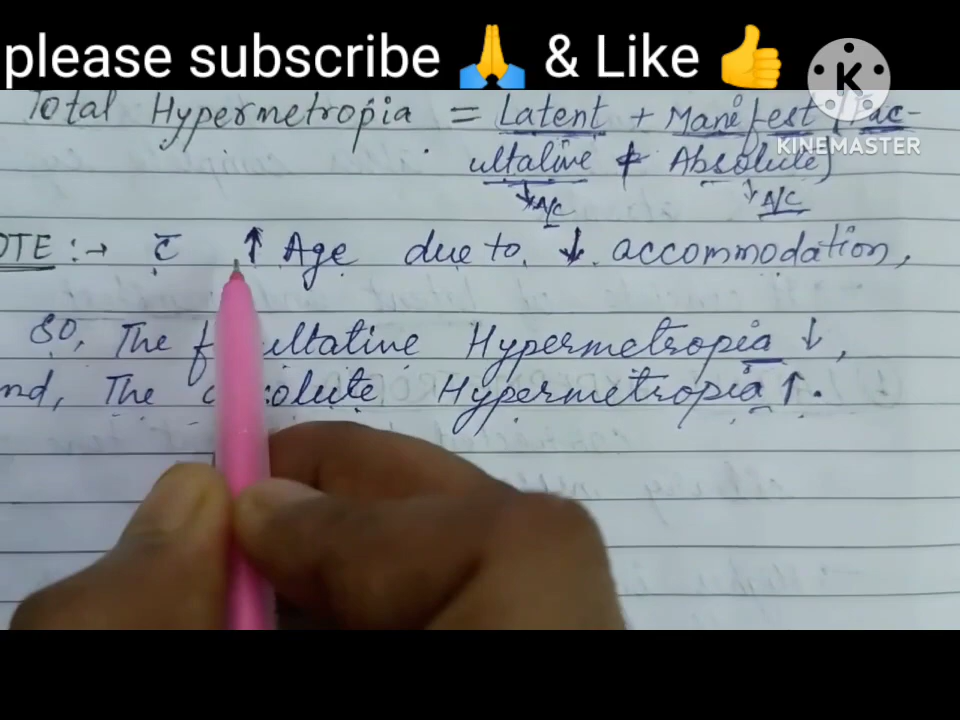 please subscribe 🙏 & Like 👍
K
KINEMASTER
Total Hypermetropia = Latent + Manifest (Fac-
ultative + Absolute)
↓A/C ↓A/C
OTE :→ c̄ ↑ Age due to ↓ accommodation,
so, The f ultative Hypermetropia ↓,
nd, The solute Hypermetropia ↑.